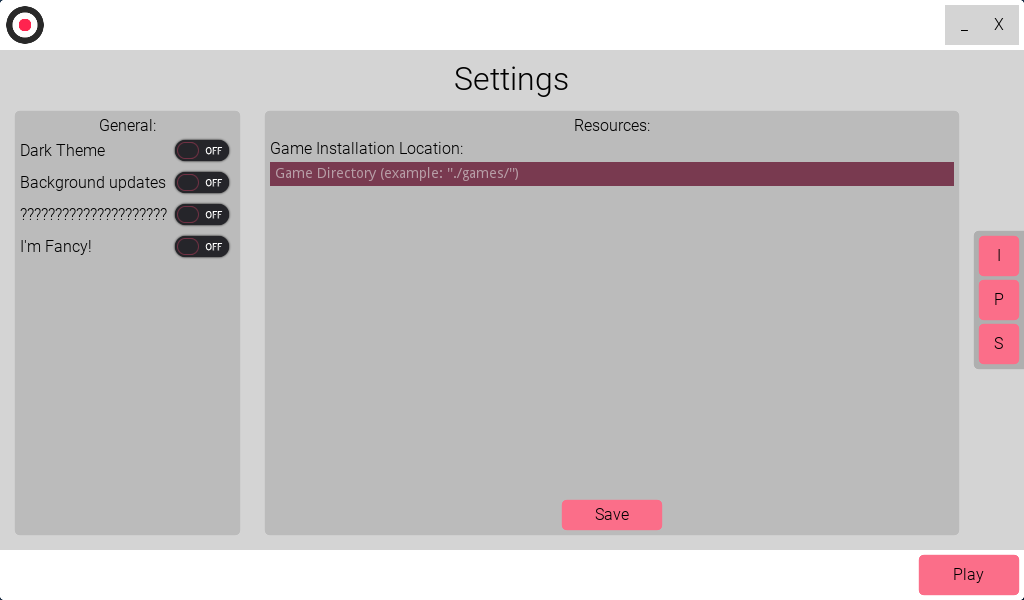 _ X
Settings
General:
Dark Theme OFF
Background updates OFF
????????????????????? OFF
I'm Fancy! OFF
Resources:
Game Installation Location:
Game Directory (example: "./games/")
Save
I
P
S
Play